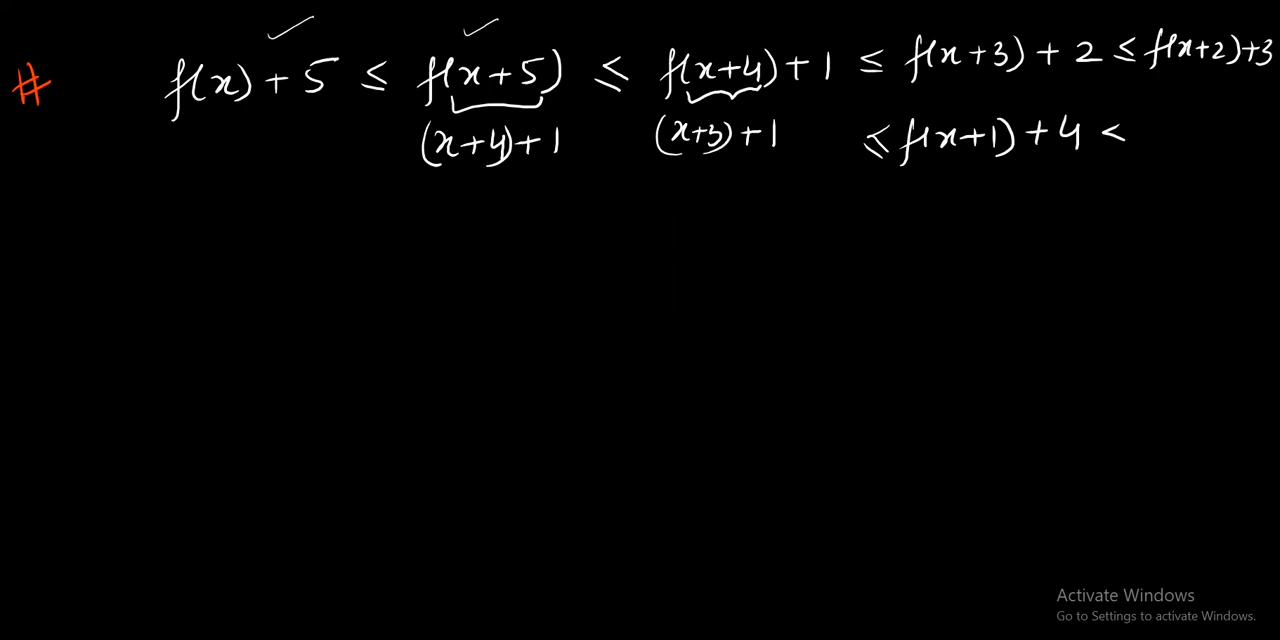 # f(x) + 5 ≤ f(x+5) ≤ f(x+4) + 1 ≤ f(x+3) + 2 ≤ f(x+2)+3
(x+4)+1 (x+3)+1 ≤ f(x+1) + 4 <
Activate Windows
Go to Settings to activate Windows.